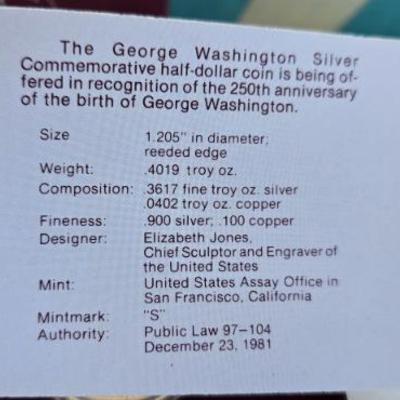 The George Washington Silver
Commemorative half-dollar coin is being of-
fered in recognition of the 250th anniversary
of the birth of George Washington.
Size 1.205" in diameter;
reeded edge
Weight: .4019 troy oz.
Composition: .3617 fine troy oz. silver
.0402 troy oz. copper
Fineness: .900 silver; .100 copper
Designer: Elizabeth Jones,
Chief Sculptor and Engraver of
the United States
Mint: United States Assay Office in
San Francisco, California
Mintmark: "S"
Authority: Public Law 97-104
December 23, 1981